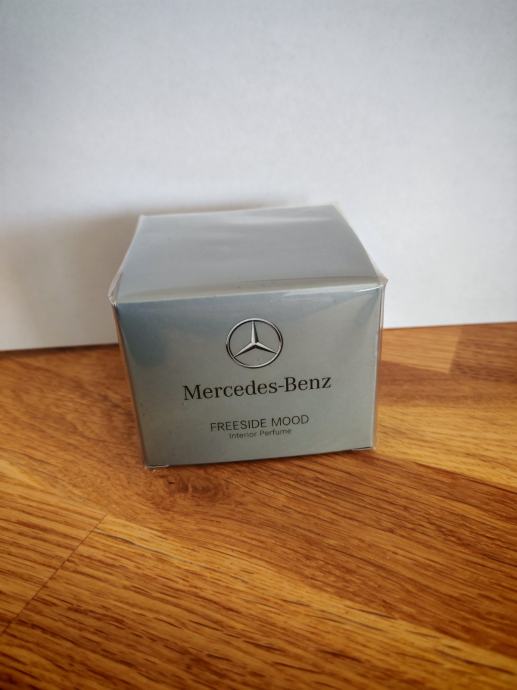 Mercedes-Benz
FREESIDE MOOD
Interior Perfume